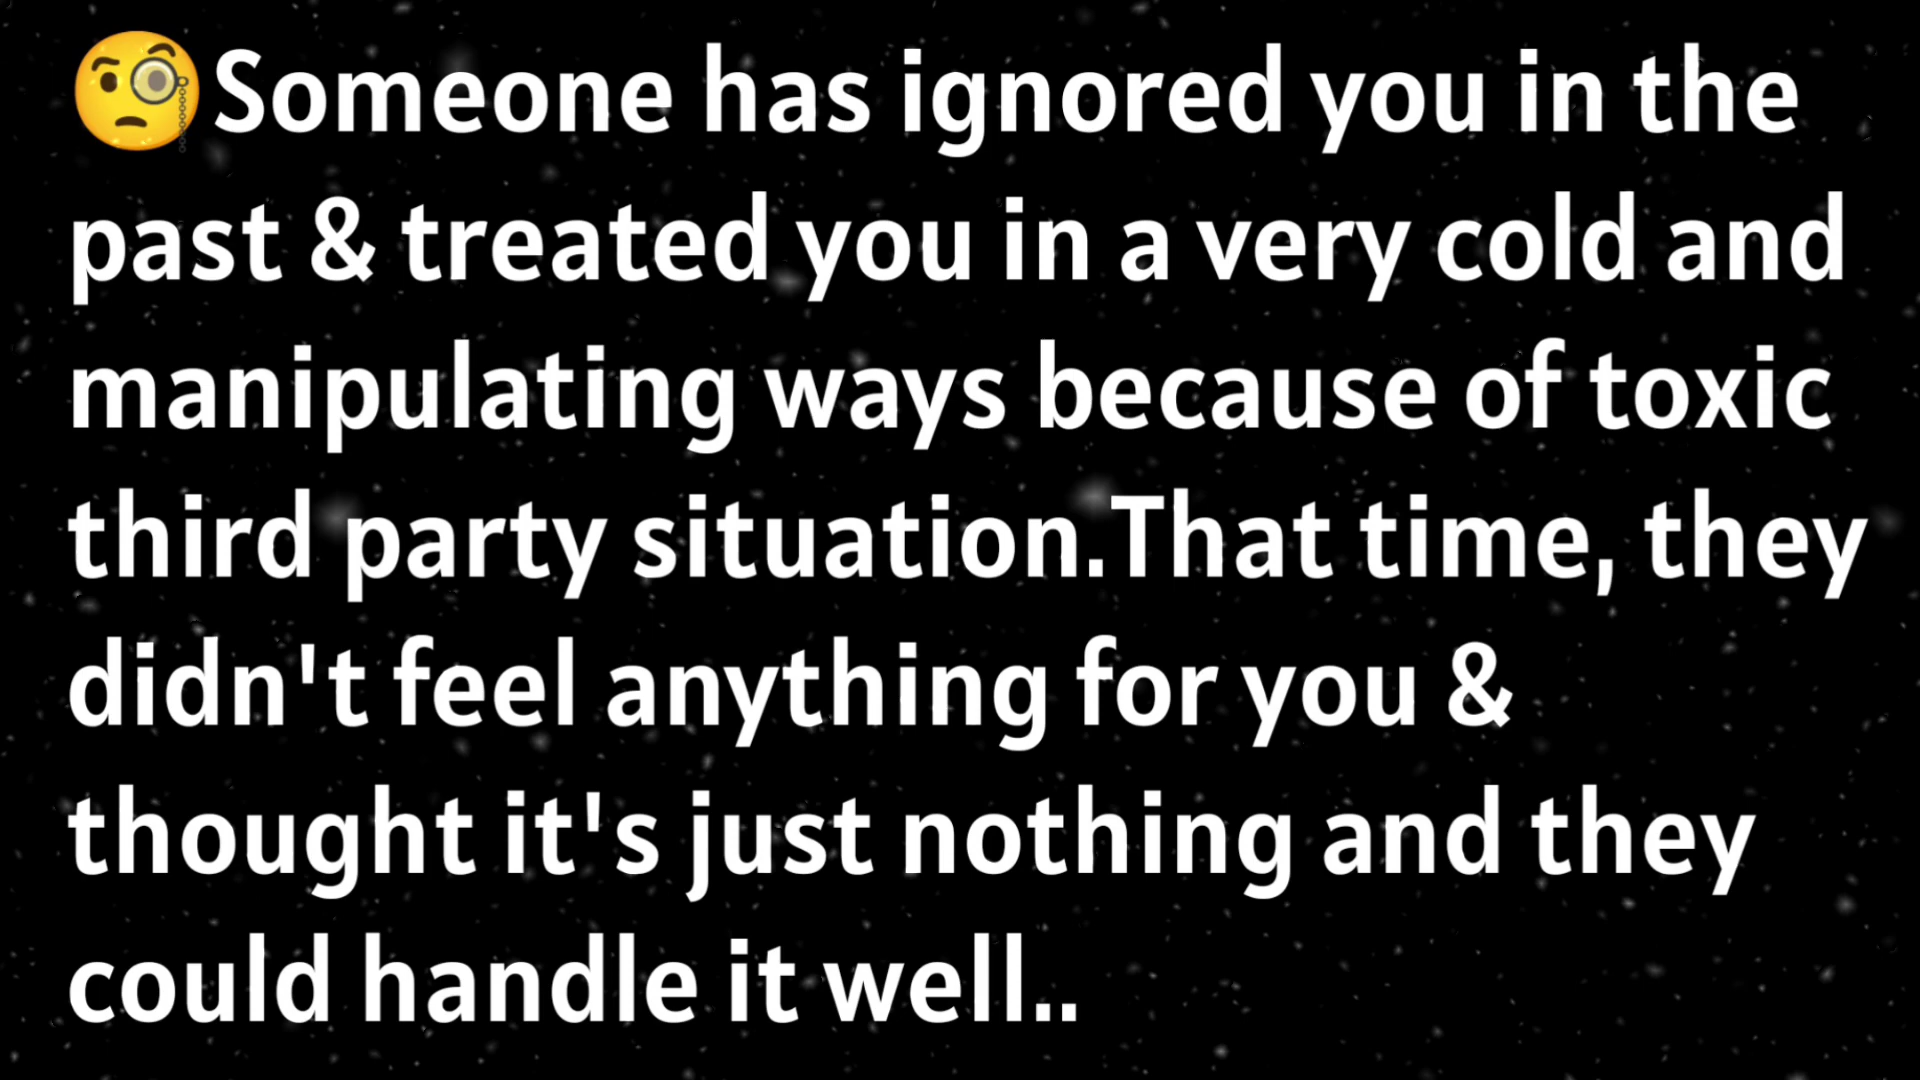 🧐Someone has ignored you in the
past & treated you in a very cold and
manipulating ways because of toxic
third party situation.That time, they
didn't feel anything for you &
thought it's just nothing and they
could handle it well..